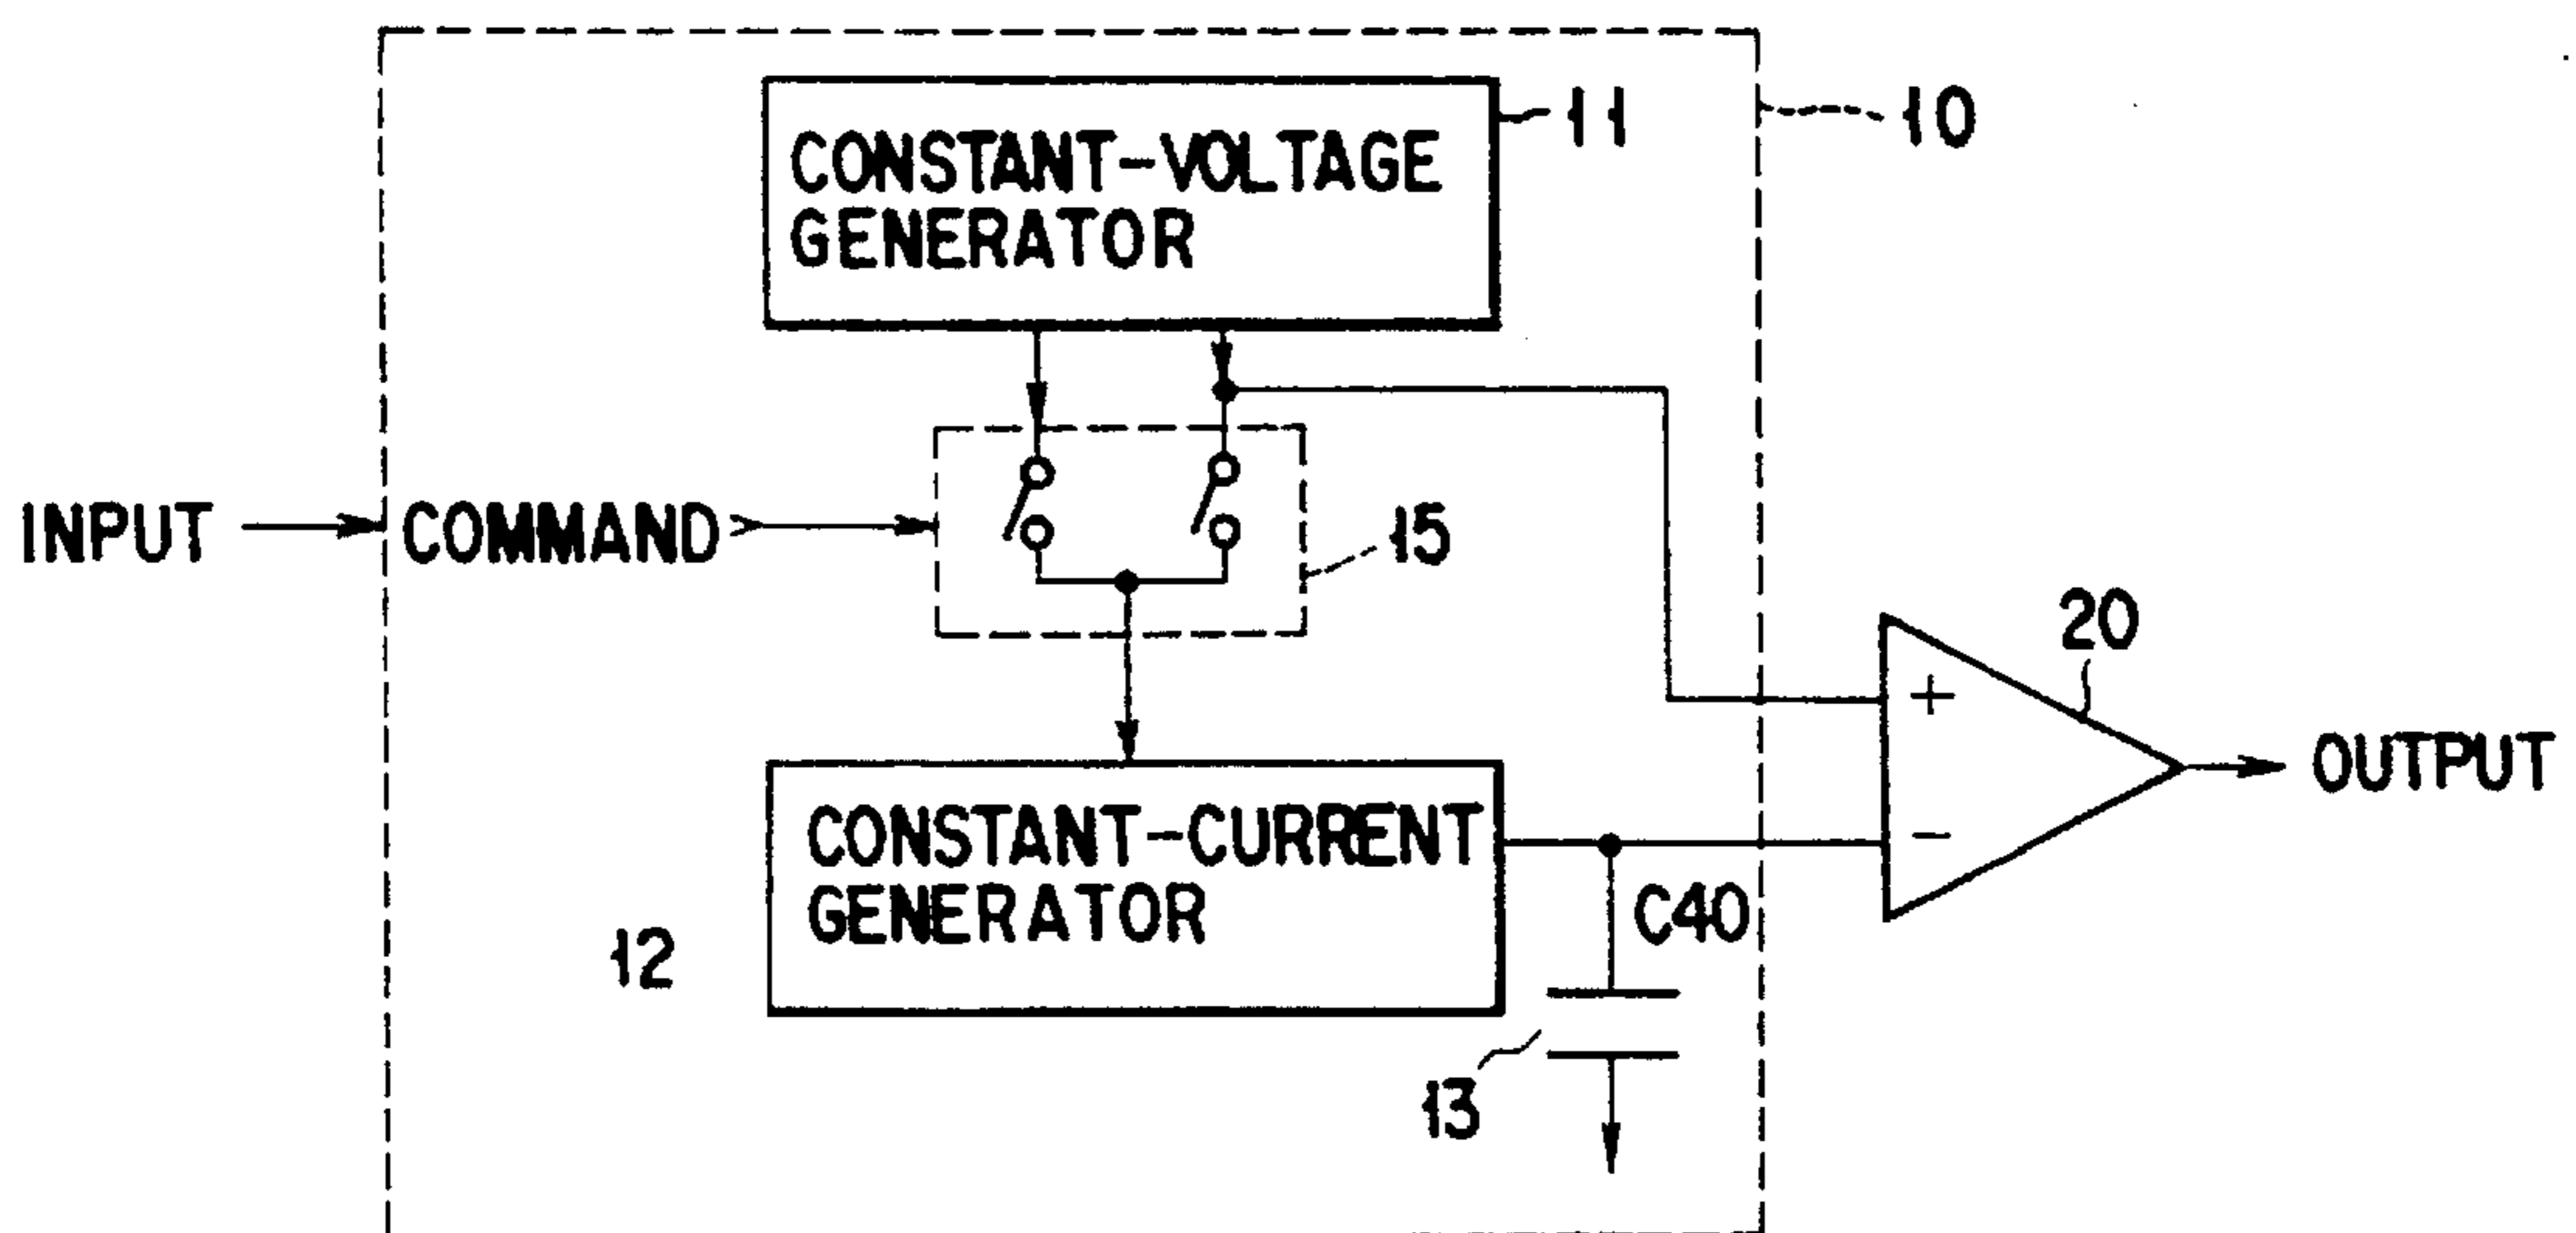 CONSTANT-VOLTAGE
GENERATOR
11
10
INPUT
COMMAND
15
20
+
OUTPUT
CONSTANT-CURRENT
GENERATOR
-
C40
12
13